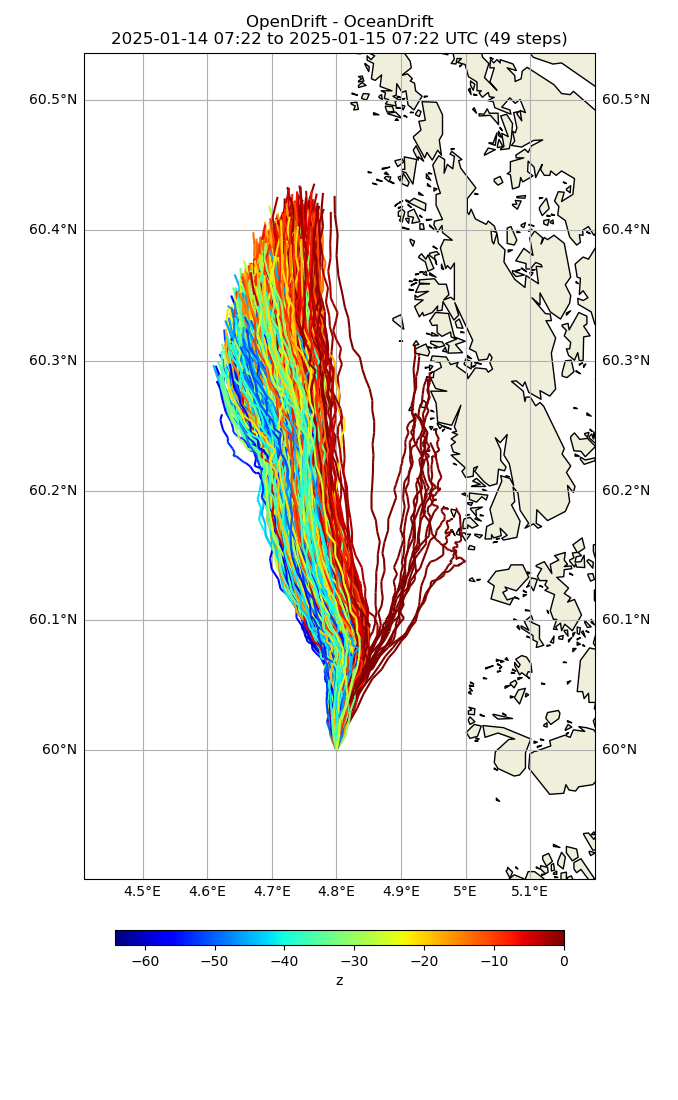 OpenDrift - OceanDrift
2025-01-14 07:22 to 2025-01-15 07:22 UTC (49 steps)
60.5°N 60.5°N
60.4°N 60.4°N
60.3°N 60.3°N
60.2°N 60.2°N
60.1°N 60.1°N
60°N 60°N
4.5°E 4.6°E 4.7°E 4.8°E 4.9°E 5°E 5.1°E
−60 −50 −40 −30 −20 −10 0
z